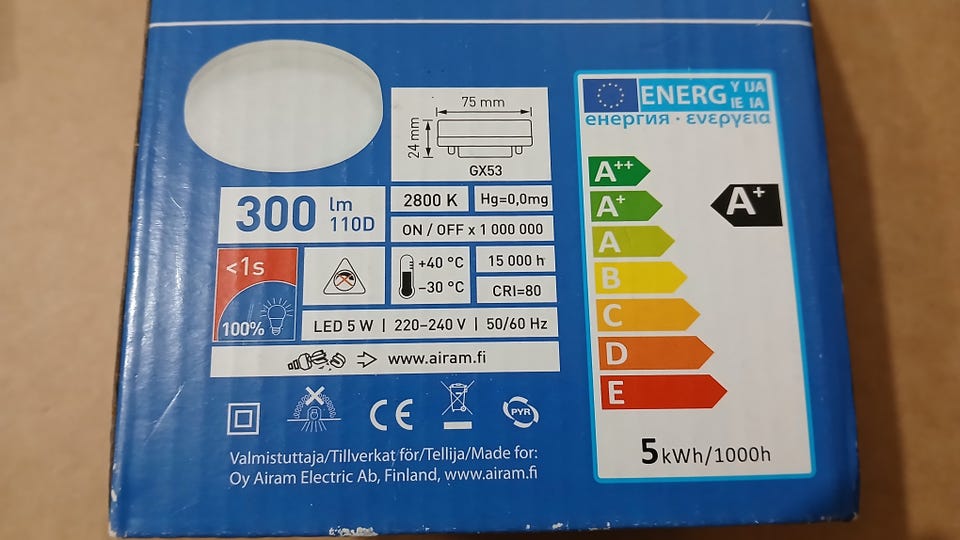 75 mm
24 mm
GX53
300 lm
110D
2800 K
Hg=0,0mg
ON / OFF x 1 000 000
<1s
100%
+40 °C
–30 °C
15 000 h
CRI=80
LED 5 W | 220–240 V | 50/60 Hz
www.airam.fi
CE
PYR
Valmistuttaja/Tillverkat för/Tellija/Made for:
Oy Airam Electric Ab, Finland, www.airam.fi
ENERG Y IJA
IE IA
енергия · ενεργεια
A++
A+
A+
A
B
C
D
E
5 kWh/1000h